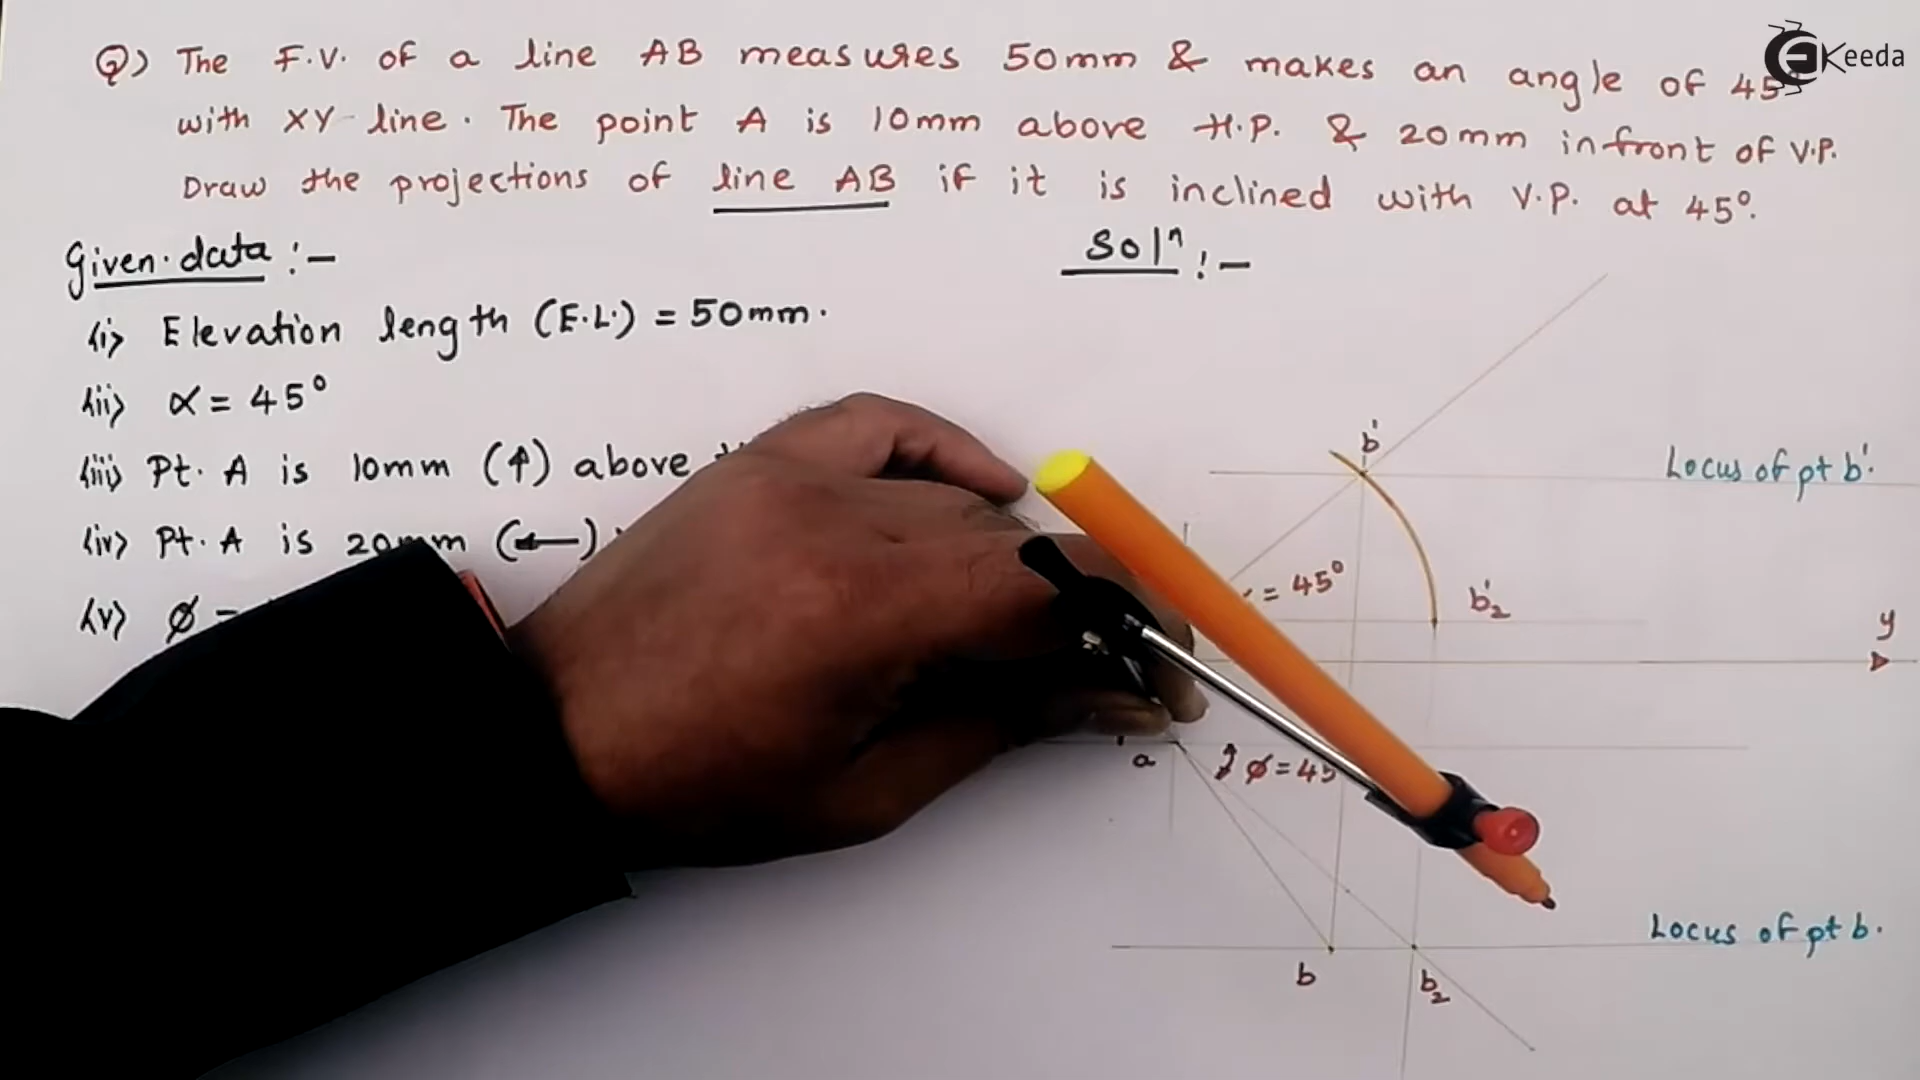 Q) The F.V. of a line AB measures 50mm & makes an angle of 45°
with XY line. The point A is 10mm above H.P. & 20mm infront of V.P.
Draw the projections of line AB if it is inclined with V.P. at 45°.
Keeda
Given data :-
(i) Elevation length (E.L.) = 50mm.
(ii) α = 45°
(iii) Pt. A is 10mm (↑) above
(iv) Pt. A is 20mm (←)
(v) ø =
Soln :-
b'
Locus of pt b'.
= 45°
b'2
y
a
ø = 45
Locus of pt b.
b
b2